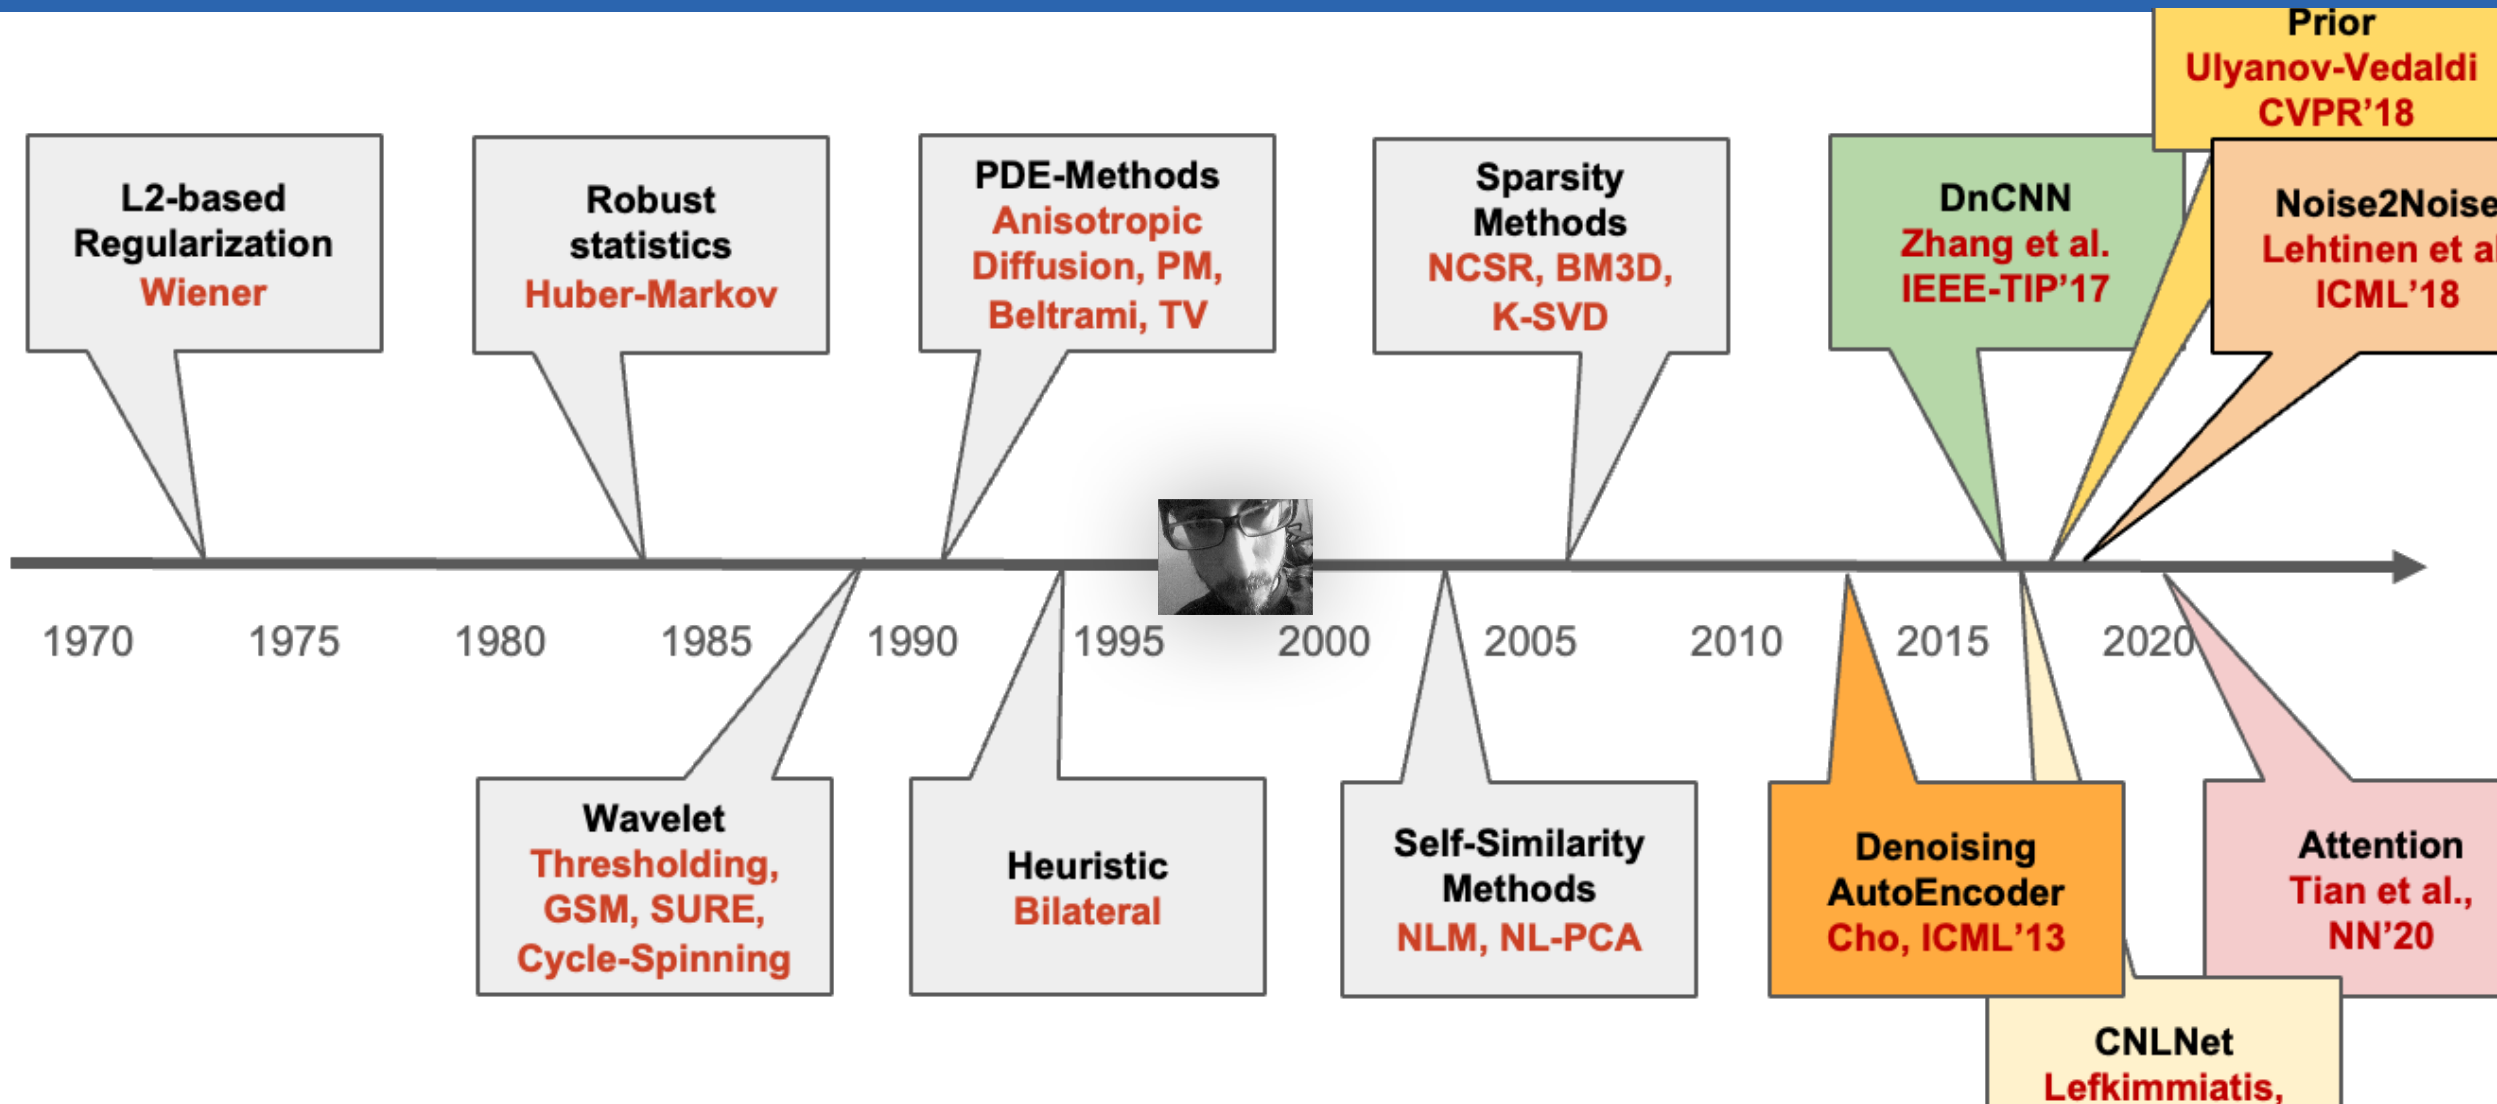 Prior
Ulyanov-Vedaldi
CVPR’18
L2-based
Regularization
Wiener
Robust
statistics
Huber-Markov
PDE-Methods
Anisotropic
Diffusion, PM,
Beltrami, TV
Sparsity
Methods
NCSR, BM3D,
K-SVD
DnCNN
Zhang et al.
IEEE-TIP’17
Noise2Noise
Lehtinen et al
ICML’18
1970 1975 1980 1985 1990 1995 2000 2005 2010 2015 2020
Wavelet
Thresholding,
GSM, SURE,
Cycle-Spinning
Heuristic
Bilateral
Self-Similarity
Methods
NLM, NL-PCA
Denoising
AutoEncoder
Cho, ICML’13
Attention
Tian et al.,
NN’20
CNLNet
Lefkimmiatis,